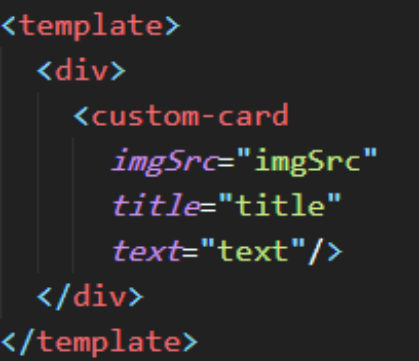 <template>
<div>
<custom-card
imgSrc="imgSrc"
title="title"
text="text"/>
</div>
</template>